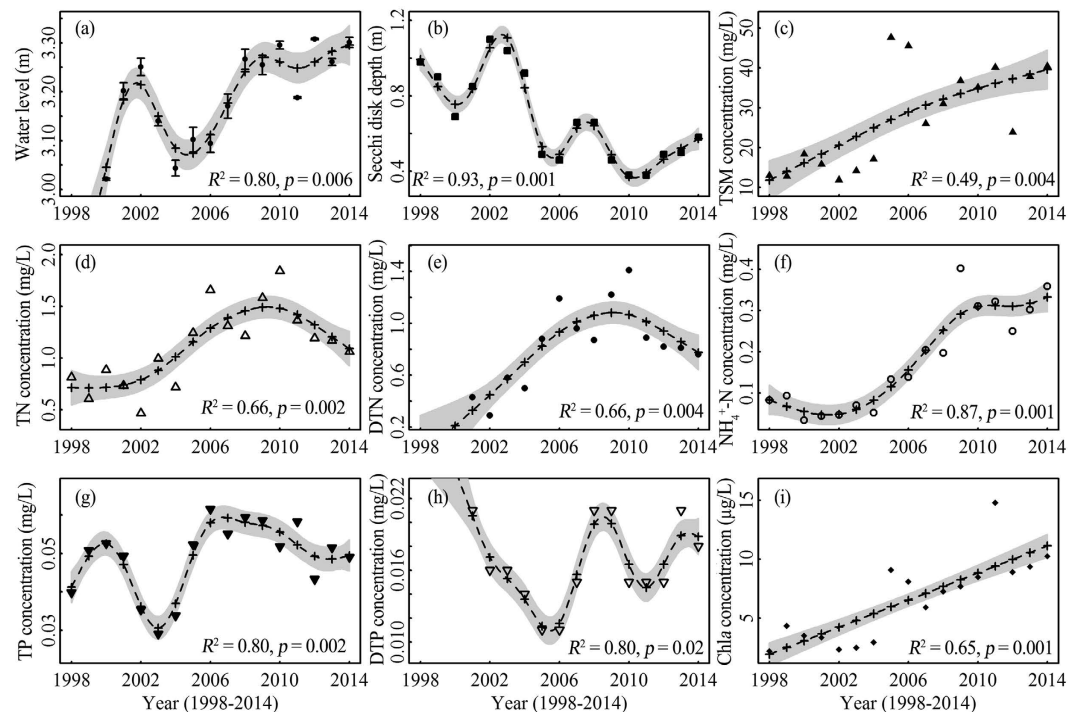 (a)
Water level (m)
3.30
3.20
3.10
3.00
R² = 0.80, p = 0.006
1998 2002 2006 2010 2014
(b)
Secchi disk depth (m)
1.2
0.8
0.4
R² = 0.93, p = 0.001
1998 2002 2006 2010 2014
(c)
TSM concentration (mg/L)
50
40
30
20
10
R² = 0.49, p = 0.004
1998 2002 2006 2010 2014
(d)
TN concentration (mg/L)
2.0
1.5
1.0
0.5
R² = 0.66, p = 0.002
1998 2002 2006 2010 2014
(e)
DTN concentration (mg/L)
1.4
1.0
0.6
0.2
R² = 0.66, p = 0.004
1998 2002 2006 2010 2014
(f)
NH₄⁺-N concentration (mg/L)
0.4
0.3
0.2
0.1
R² = 0.87, p = 0.001
1998 2002 2006 2010 2014
(g)
TP concentration (mg/L)
0.05
0.03
R² = 0.80, p = 0.002
1998 2002 2006 2010 2014
Year (1998-2014)
(h)
DTP concentration (mg/L)
0.022
0.016
0.010
R² = 0.80, p = 0.02
1998 2002 2006 2010 2014
Year (1998-2014)
(i)
Chla concentration (μg/L)
15
10
5
R² = 0.65, p = 0.001
1998 2002 2006 2010 2014
Year (1998-2014)